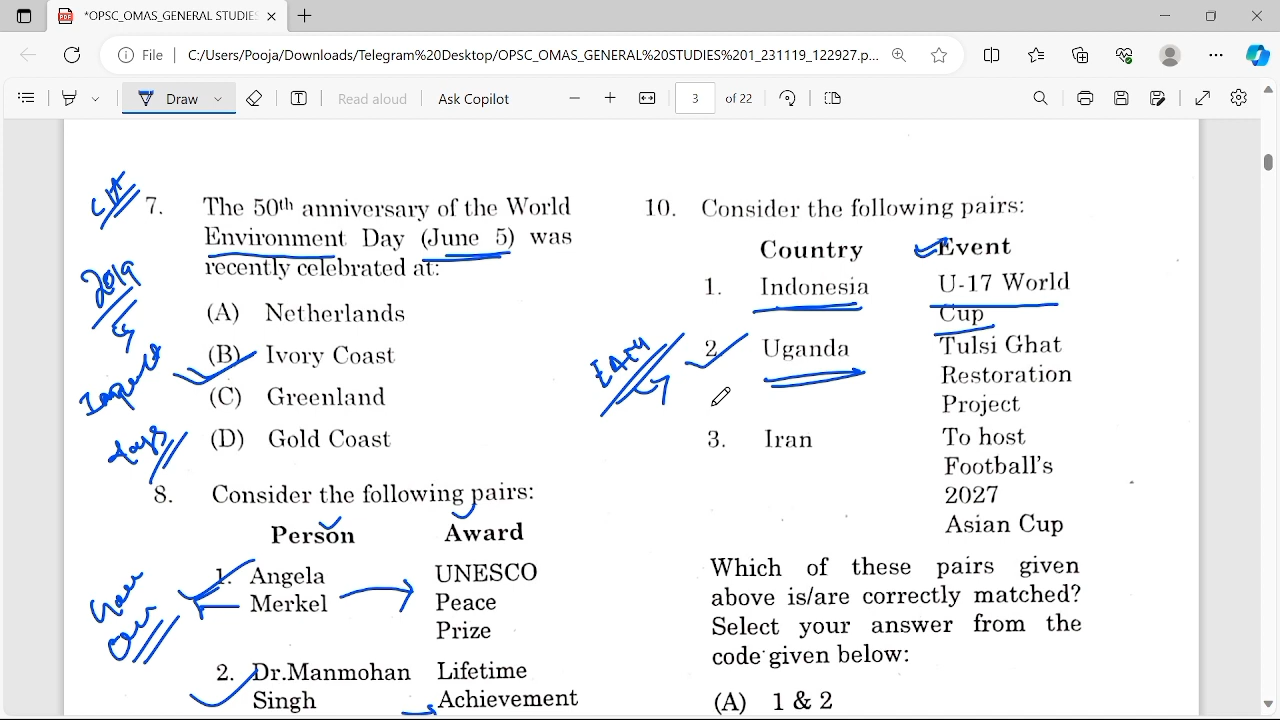 *OPSC_OMAS_GENERAL STUDIES
File
C:/Users/Pooja/Downloads/Telegram%20Desktop/OPSC_OMAS_GENERAL%20STUDIES%201_231119_122927.p...
Draw
Read aloud
Ask Copilot
3
of 22
7. The 50th anniversary of the World
Environment Day (June 5) was
recently celebrated at:
2019
(A) Netherlands
(B) Ivory Coast
(C) Greenland
(D) Gold Coast
days
8. Consider the following pairs:
Person Award
1. Angela UNESCO
Merkel Peace
Prize
2. Dr.Manmohan Lifetime
Singh Achievement
10. Consider the following pairs:
Country Event
1. Indonesia U-17 World
Cup
2. Uganda Tulsi Ghat
Restoration
Project
3. Iran To host
Football's
2027
Asian Cup
Which of these pairs given
above is/are correctly matched?
Select your answer from the
code given below:
(A) 1 & 2